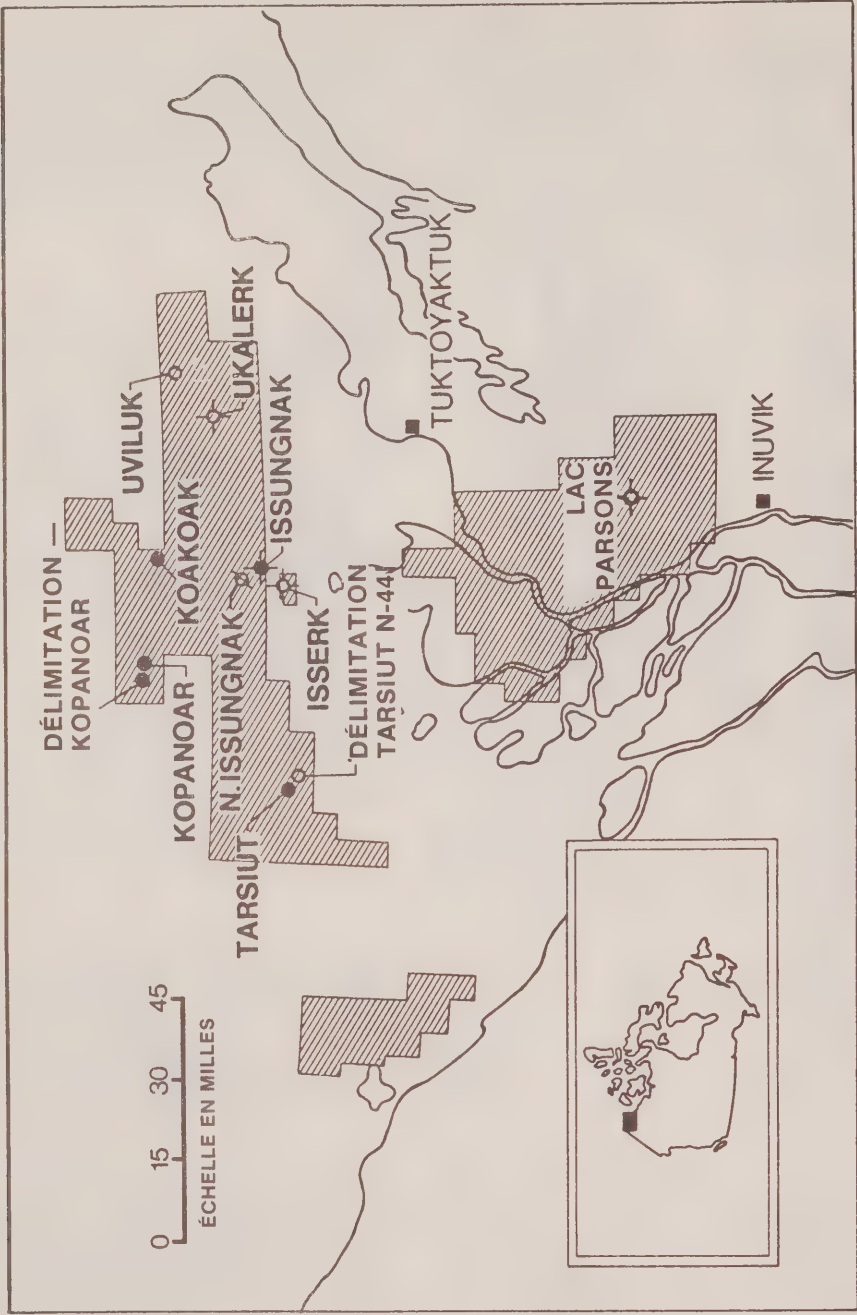 DÉLIMITATION —
KOPANOAR
UVILUK
KOPANOAR
KOAKOAK
UKALERK
N.ISSUNGNAK
ISSUNGNAK
TARSIUT
ISSERK
DÉLIMITATION
TARSIUT N-44
0 15 30 45
ÉCHELLE EN MILLES
TUKTOYAKTUK
LAC
PARSONS
INUVIK